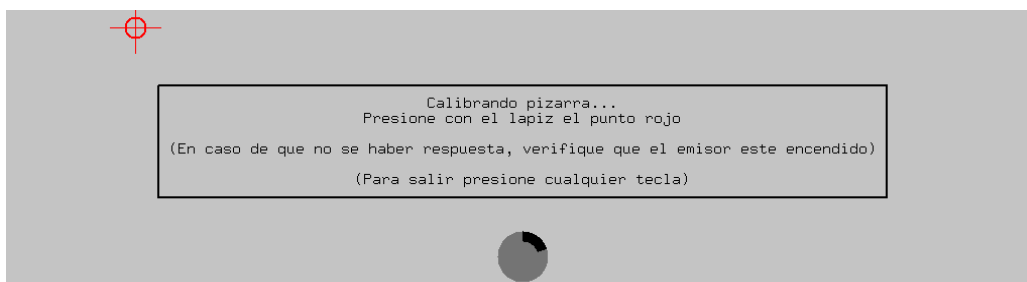 Calibrando pizarra...
Presione con el lapiz el punto rojo
(En caso de que no se haber respuesta, verifique que el emisor este encendido)
(Para salir presione cualquier tecla)